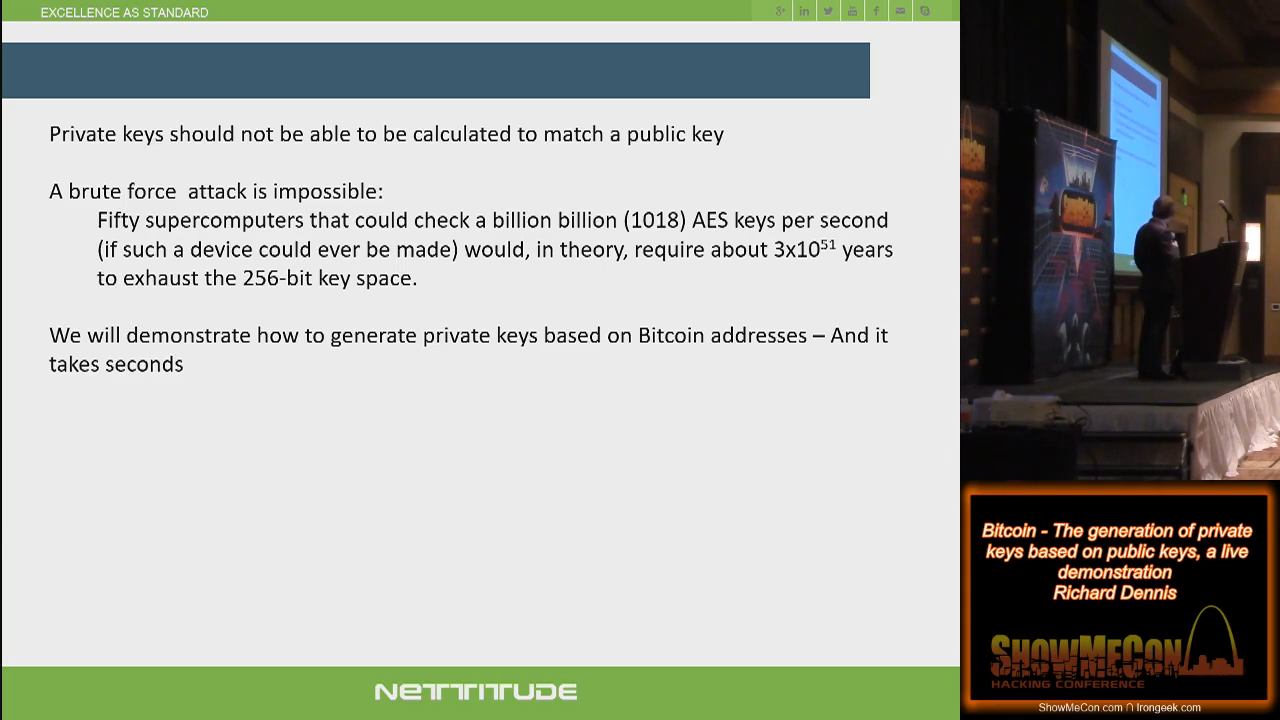 EXCELLENCE AS STANDARD
Private keys should not be able to be calculated to match a public key
A brute force  attack is impossible:
Fifty supercomputers that could check a billion billion (1018) AES keys per second
(if such a device could ever be made) would, in theory, require about 3x10⁵¹ years
to exhaust the 256-bit key space.
We will demonstrate how to generate private keys based on Bitcoin addresses – And it
takes seconds
NETTITUDE
Bitcoin - The generation of private
keys based on public keys, a live
demonstration
Richard Dennis
SHOWMECON
HACKING CONFERENCE
ShowMeCon.com ∩ Irongeek.com